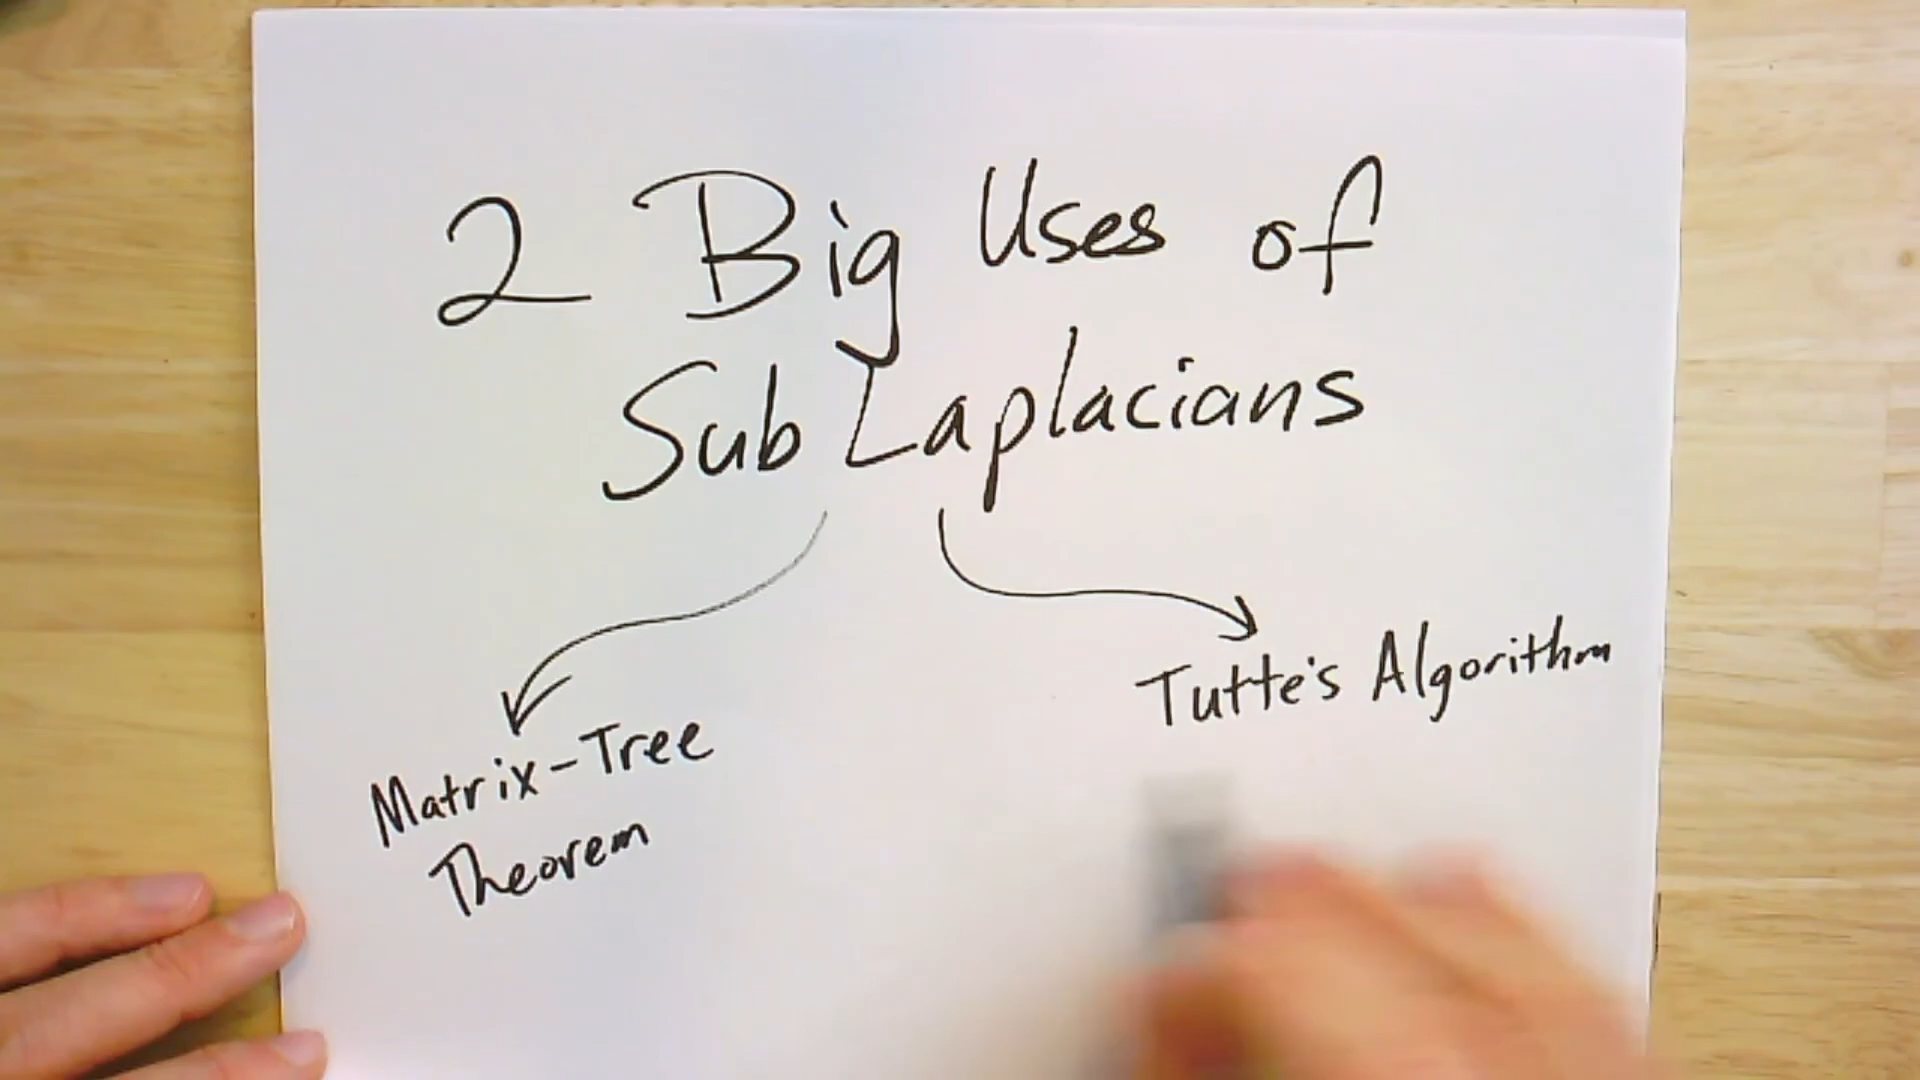 2 Big Uses of
Sub Laplacians
Tutte's Algorithm
Matrix-Tree
Theorem